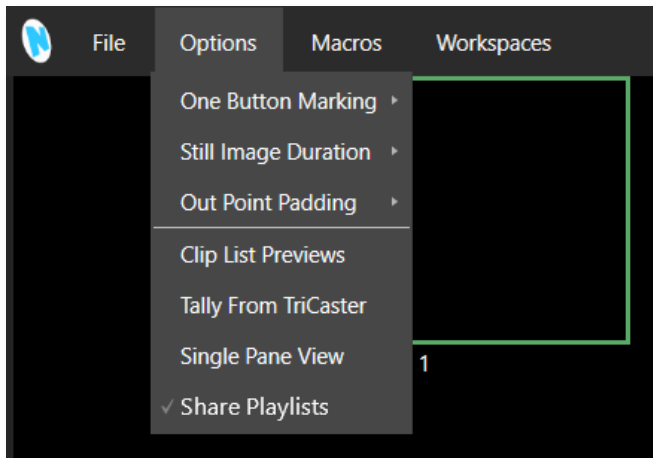 N File Options Macros Workspaces
One Button Marking
Still Image Duration
Out Point Padding
Clip List Previews
Tally From TriCaster
Single Pane View
1
✓ Share Playlists